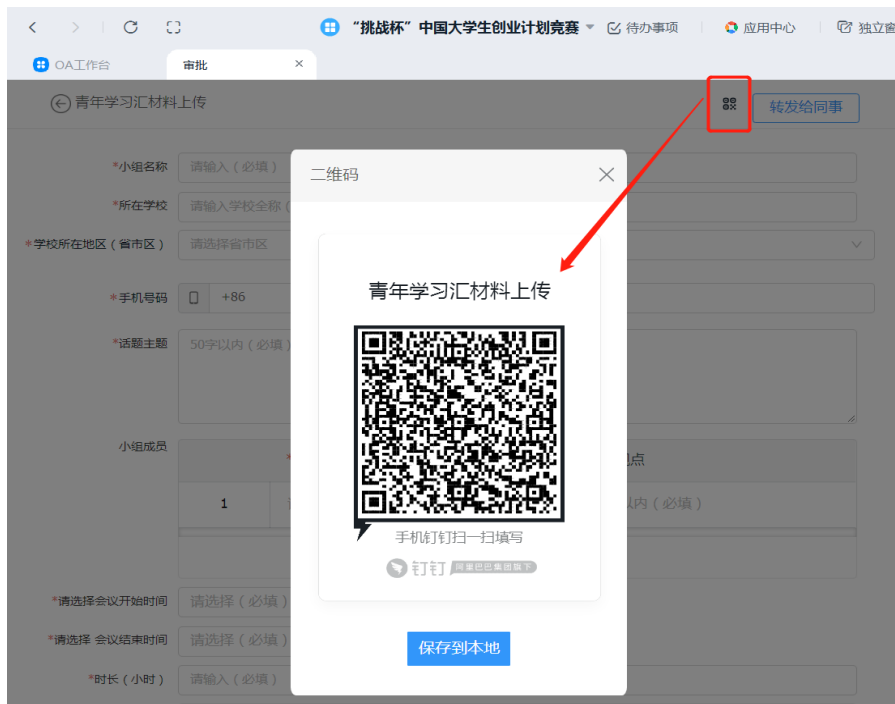 “挑战杯”中国大学生创业计划竞赛 待办事项 应用中心 独立窗
OA工作台 审批
青年学习汇材料上传 转发给同事
*小组名称 请输入（必填）
*所在学校 请输入学校全称（
*学校所在地区（省市区） 请选择省市区
*手机号码 +86
*话题主题 50字以内（必填）
小组成员 * 点
1 以内（必填）
*请选择会议开始时间 请选择（必填）
*请选择 会议结束时间 请选择（必填）
*时长（小时） 请输入（必填）
二维码
青年学习汇材料上传
手机钉钉扫一扫填写
钉钉 阿里巴巴集团旗下
保存到本地